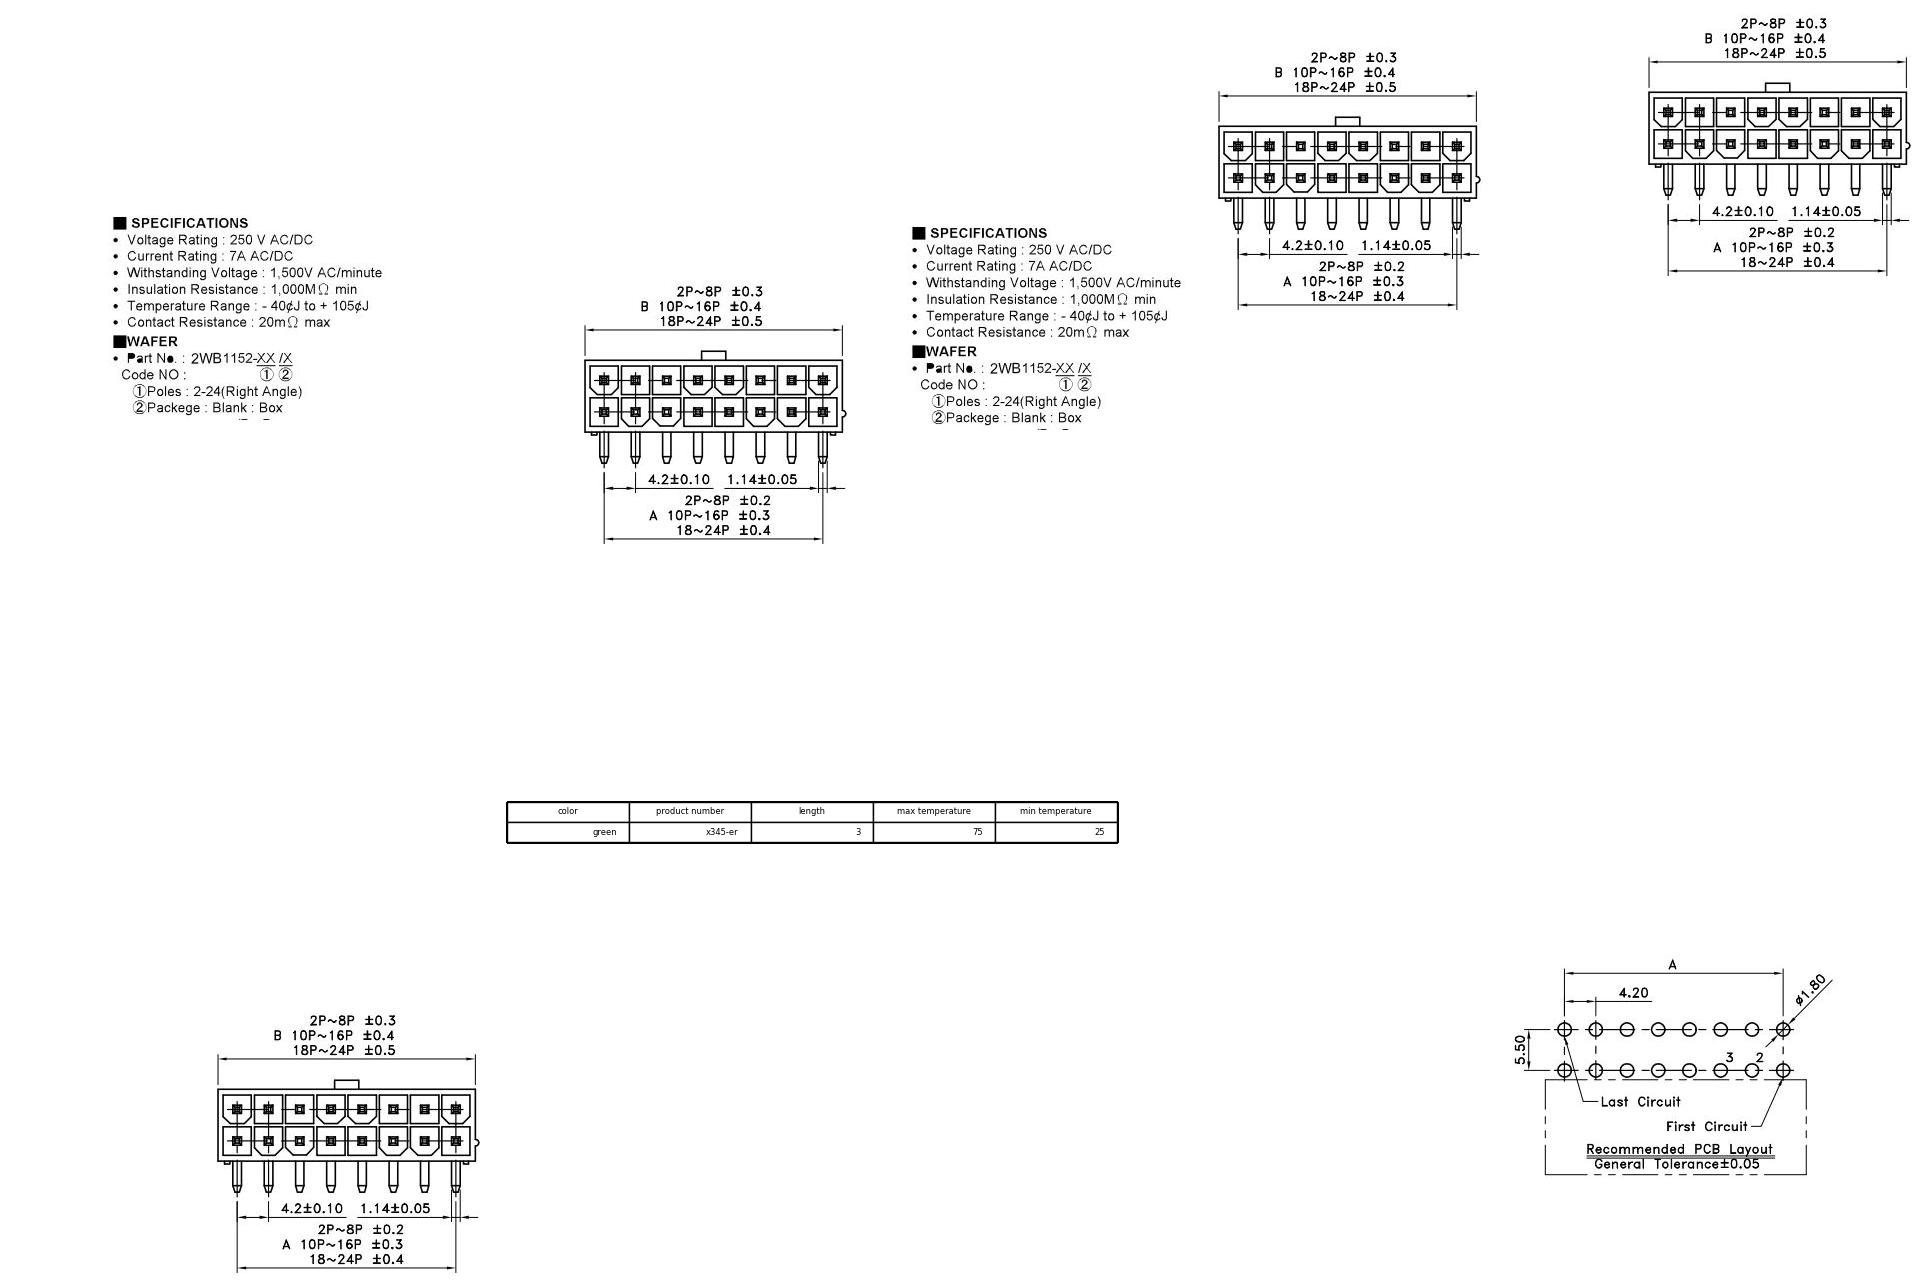 2P~8P ±0.3
B 10P~16P ±0.4
18P~24P ±0.5
4.2±0.10 1.14±0.05
2P~8P ±0.2
A 10P~16P ±0.3
18~24P ±0.4
2P~8P ±0.3
B 10P~16P ±0.4
18P~24P ±0.5
4.2±0.10 1.14±0.05
2P~8P ±0.2
A 10P~16P ±0.3
18~24P ±0.4
■ SPECIFICATIONS
• Voltage Rating : 250 V AC/DC
• Current Rating : 7A AC/DC
• Withstanding Voltage : 1,500V AC/minute
• Insulation Resistance : 1,000MΩ min
• Temperature Range : - 40¢J to + 105¢J
• Contact Resistance : 20mΩ max
■WAFER
• Part No. : 2WB1152-XX /X
Code NO : ① ②
①Poles : 2-24(Right Angle)
②Packege : Blank : Box
2P~8P ±0.3
B 10P~16P ±0.4
18P~24P ±0.5
4.2±0.10 1.14±0.05
2P~8P ±0.2
A 10P~16P ±0.3
18~24P ±0.4
■ SPECIFICATIONS
• Voltage Rating : 250 V AC/DC
• Current Rating : 7A AC/DC
• Withstanding Voltage : 1,500V AC/minute
• Insulation Resistance : 1,000MΩ min
• Temperature Range : - 40¢J to + 105¢J
• Contact Resistance : 20mΩ max
■WAFER
• Part No. : 2WB1152-XX /X
Code NO : ① ②
①Poles : 2-24(Right Angle)
②Packege : Blank : Box
color product number length max temperature min temperature
green x345-er 3 75 25
A
4.20
ø1.80
5.50
3 2
Last Circuit
First Circuit
Recommended PCB Layout
General Tolerance±0.05
2P~8P ±0.3
B 10P~16P ±0.4
18P~24P ±0.5
4.2±0.10 1.14±0.05
2P~8P ±0.2
A 10P~16P ±0.3
18~24P ±0.4